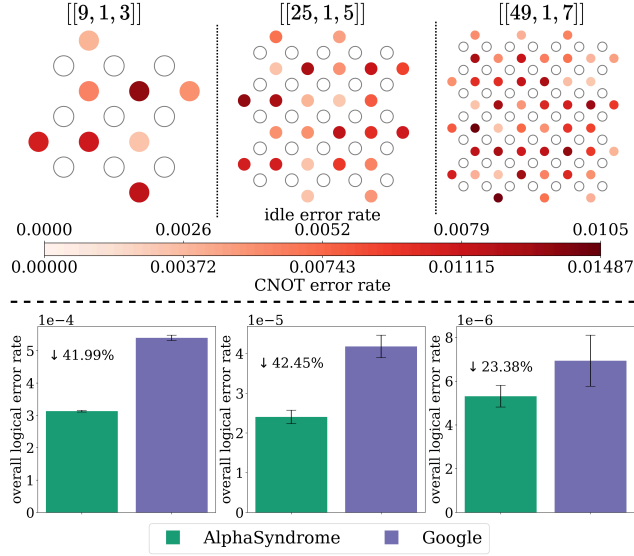 [[9, 1, 3]]
[[25, 1, 5]]
[[49, 1, 7]]
idle error rate
0.0000 0.0026 0.0052 0.0079 0.0105
0.00000 0.00372 0.00743 0.01115 0.01487
CNOT error rate
1e−4
overall logical error rate
5
4
3
2
1
0
↓41.99%
1e−5
overall logical error rate
4
3
2
1
0
↓42.45%
1e−6
overall logical error rate
8
6
4
2
0
↓23.38%
AlphaSyndrome
Google